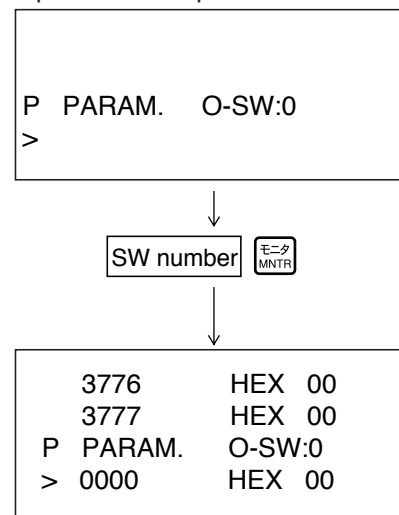 P PARAM. O-SW:0
>
SW number モニタ MNTR
3776 HEX 00
3777 HEX 00
P PARAM. O-SW:0
> 0000 HEX 00